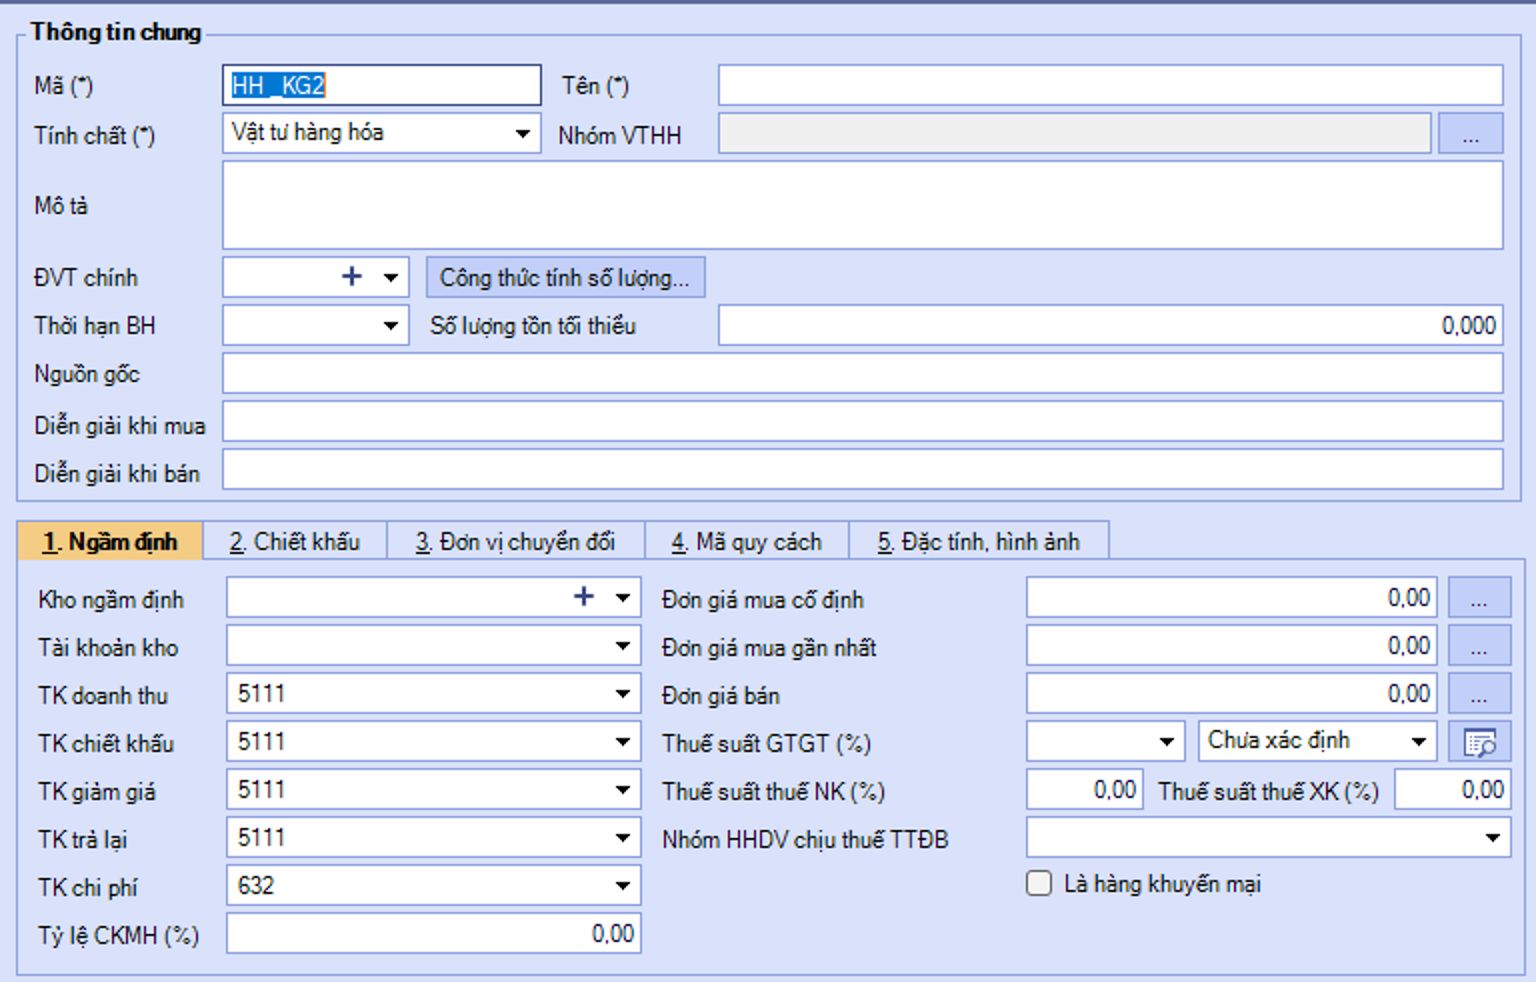 Thông tin chung
Mã (*) HH _KG2 Tên (*)
Tính chất (*) Vật tư hàng hóa Nhóm VTHH ...
Mô tả
ĐVT chính + Công thức tính số lượng...
Thời hạn BH Số lượng tồn tối thiểu 0,000
Nguồn gốc
Diễn giải khi mua
Diễn giải khi bán
1. Ngầm định 2. Chiết khấu 3. Đơn vị chuyển đổi 4. Mã quy cách 5. Đặc tính, hình ảnh
Kho ngầm định + Đơn giá mua cố định 0,00 ...
Tài khoản kho Đơn giá mua gần nhất 0,00 ...
TK doanh thu 5111 Đơn giá bán 0,00 ...
TK chiết khấu 5111 Thuế suất GTGT (%) Chưa xác định
TK giảm giá 5111 Thuế suất thuế NK (%) 0,00 Thuế suất thuế XK (%) 0,00
TK trả lại 5111 Nhóm HHDV chịu thuế TTĐB
TK chi phí 632 Là hàng khuyến mại
Tỷ lệ CKMH (%) 0,00